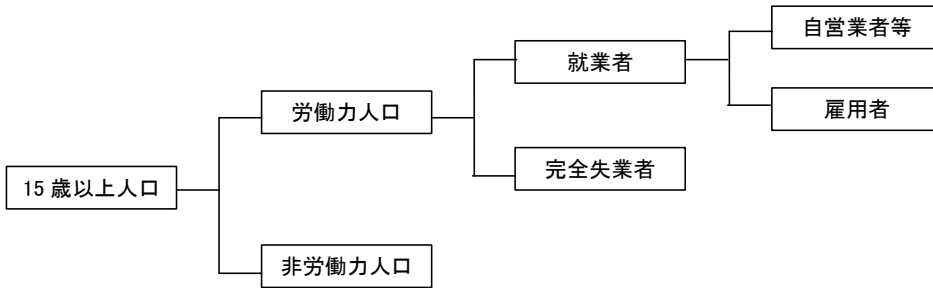 自営業者等
就業者
労働力人口
雇用者
完全失業者
15歳以上人口
非労働力人口